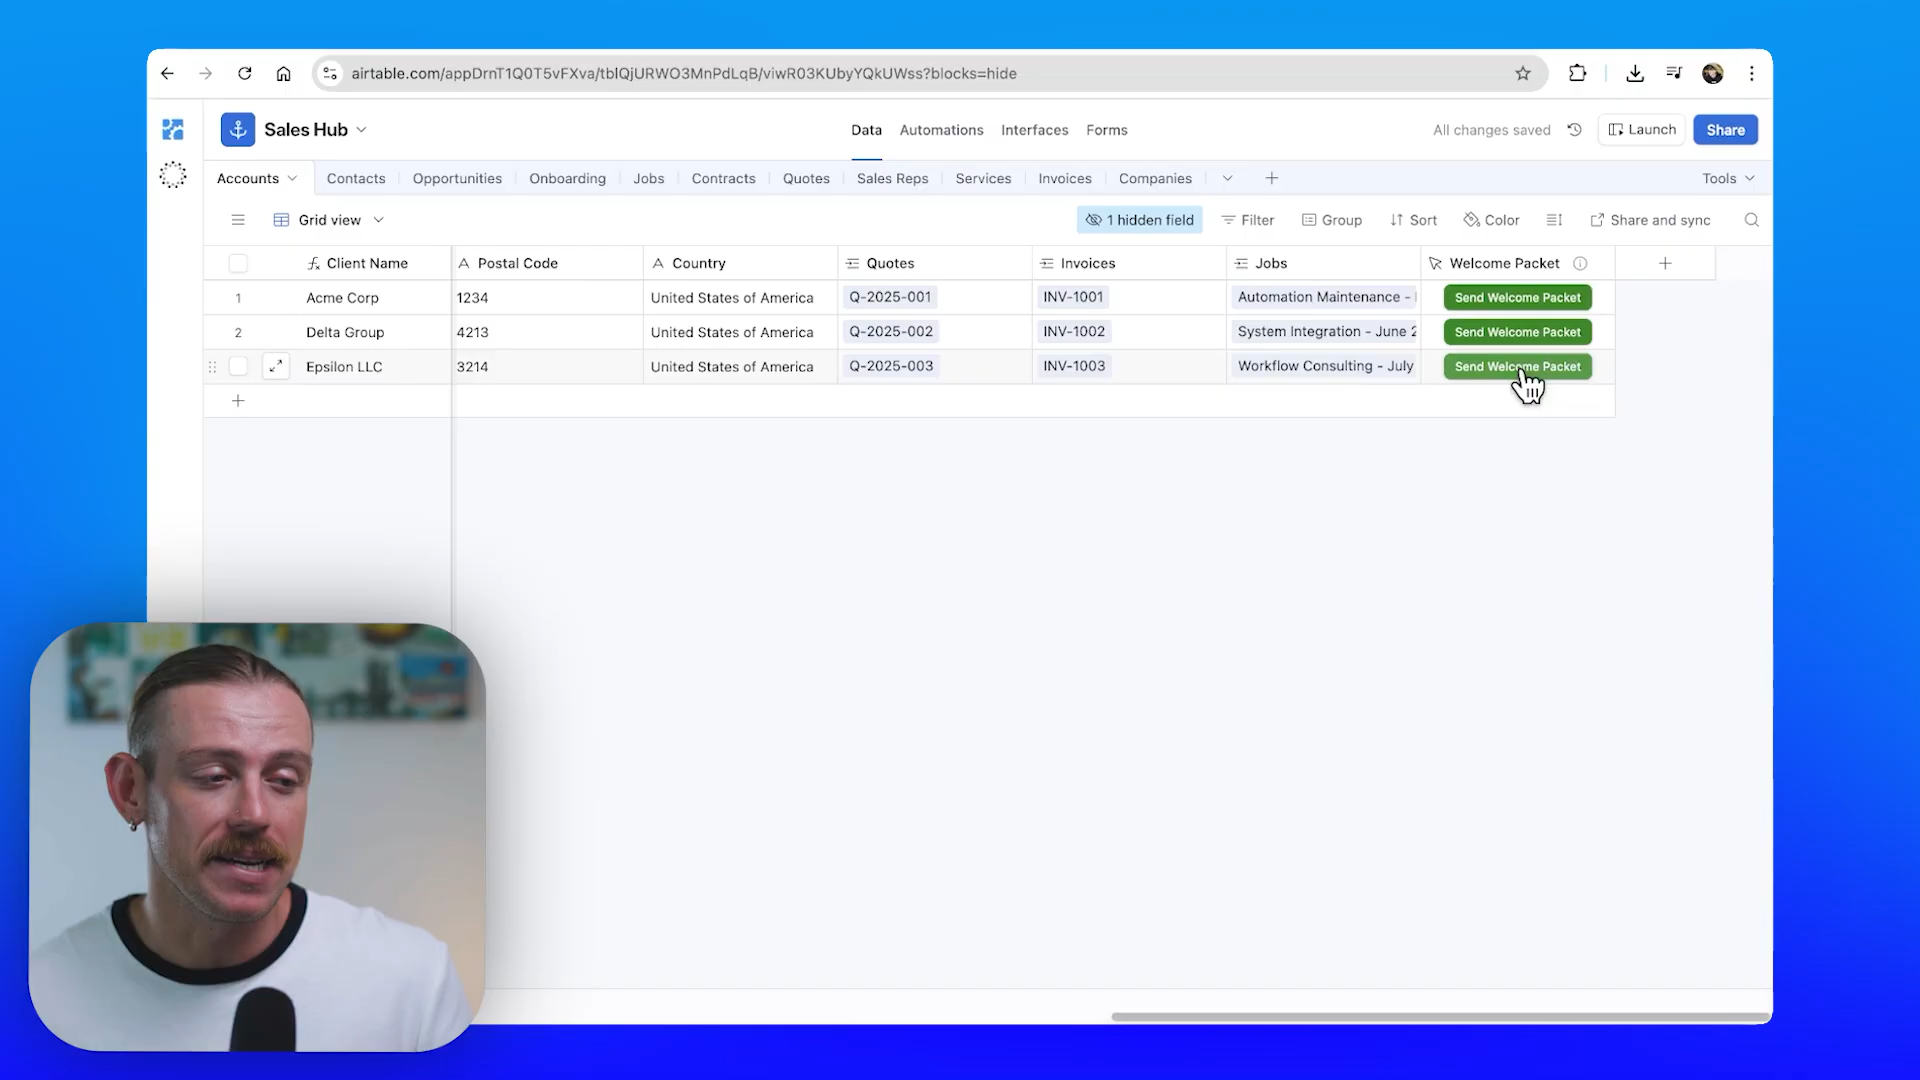 airtable.com/appDrnT1Q0T5vFXva/tblQjURWO3MnPdLqB/viwR03KUbyYQkUWss?blocks=hide
Sales Hub
Data Automations Interfaces Forms
All changes saved Launch Share
Accounts Contacts Opportunities Onboarding Jobs Contracts Quotes Sales Reps Services Invoices Companies Tools
Grid view 1 hidden field Filter Group Sort Color Share and sync
Client Name Postal Code Country Quotes Invoices Jobs Welcome Packet
1 Acme Corp 1234 United States of America Q-2025-001 INV-1001 Automation Maintenance - Send Welcome Packet
2 Delta Group 4213 United States of America Q-2025-002 INV-1002 System Integration - June 2 Send Welcome Packet
Epsilon LLC 3214 United States of America Q-2025-003 INV-1003 Workflow Consulting - July Send Welcome Packet